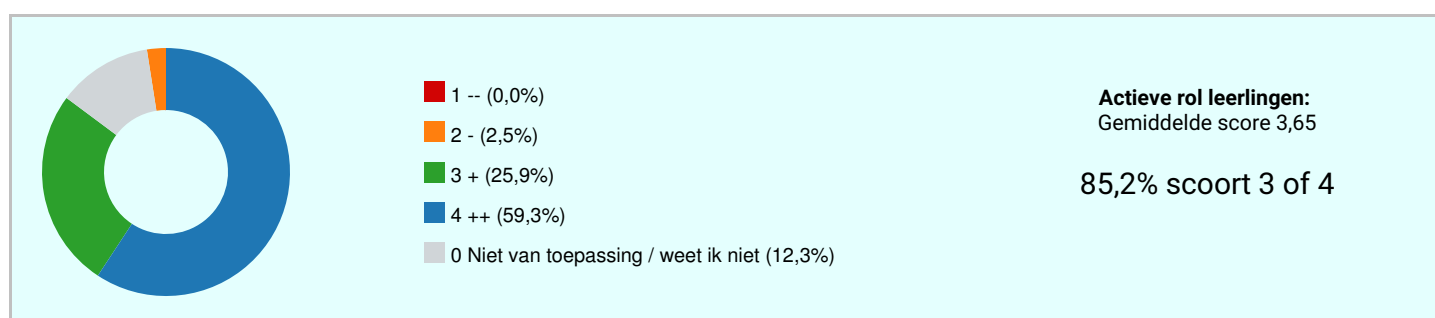 1 -- (0,0%)
2 - (2,5%)
3 + (25,9%)
4 ++ (59,3%)
0 Niet van toepassing / weet ik niet (12,3%)
Actieve rol leerlingen:
Gemiddelde score 3,65
85,2% scoort 3 of 4